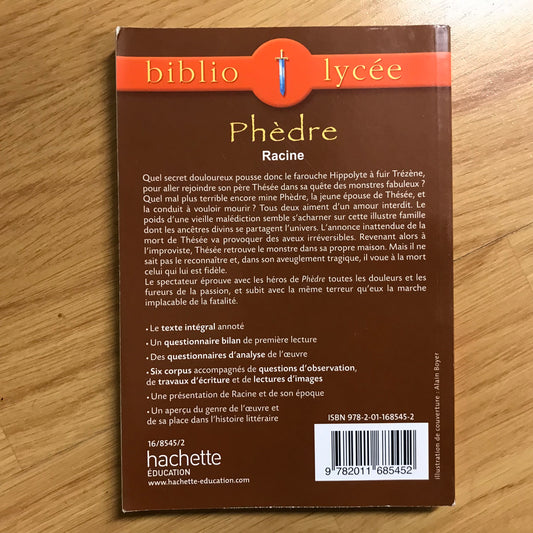 biblio lycée
Phèdre
Racine
Quel secret douloureux pousse donc le farouche Hippolyte à fuir Trézène,
pour aller rejoindre son père Thésée dans sa quête des monstres fabuleux ?
Quel mal plus terrible encore mine Phèdre, la jeune épouse de Thésée, et
la conduit à vouloir mourir ? Tous deux aiment d'un amour interdit. Le
poids d'une vieille malédiction semble s'acharner sur cette illustre famille
dont les ancêtres divins se partagent l'univers. L'annonce inattendue de la
mort de Thésée va provoquer des aveux irréversibles. Revenant alors à
l'improviste, Thésée retrouve le monstre dans sa propre maison. Mais il ne
sait pas le reconnaître et, dans son aveuglement tragique, il voue à la mort
celui qui lui est fidèle.
Le spectateur éprouve avec les héros de Phèdre toutes les douleurs et les
fureurs de la passion, et subit avec la même terreur qu'eux la marche
implacable de la fatalité.
• Le texte intégral annoté
• Un questionnaire bilan de première lecture
• Des questionnaires d'analyse de l'œuvre
• Six corpus accompagnés de questions d'observation,
de travaux d'écriture et de lectures d'images
• Une présentation de Racine et de son époque
• Un aperçu du genre de l'œuvre et
de sa place dans l'histoire littéraire
16/8545/2
hachette
ÉDUCATION
www.hachette-education.com
ISBN 978-2-01-168545-2
9 782011 685452
Illustration de couverture : Alain Boyer